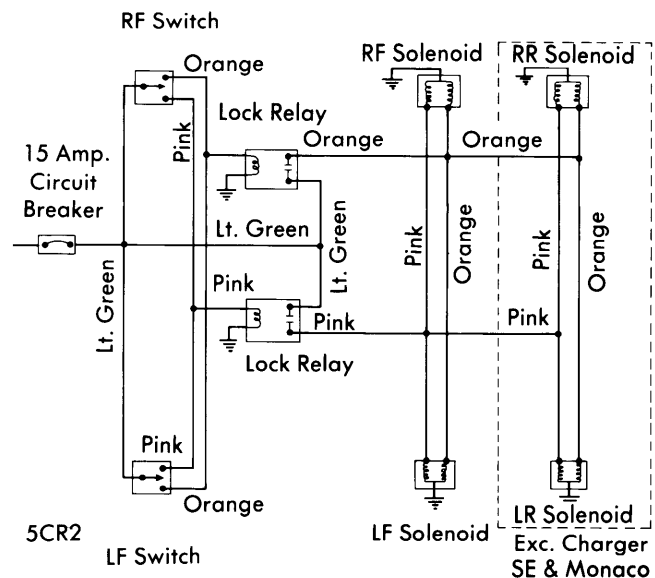 RF Switch
Orange
RF Solenoid
RR Solenoid
Lock Relay
Pink
Orange
Orange
15 Amp.
Circuit
Breaker
Lt. Green
Lt. Green
Lt. Green
Pink
Orange
Pink
Orange
Pink
Pink
Pink
Lock Relay
Pink
Orange
5CR2
LF Switch
LF Solenoid
LR Solenoid
Exc. Charger
SE & Monaco